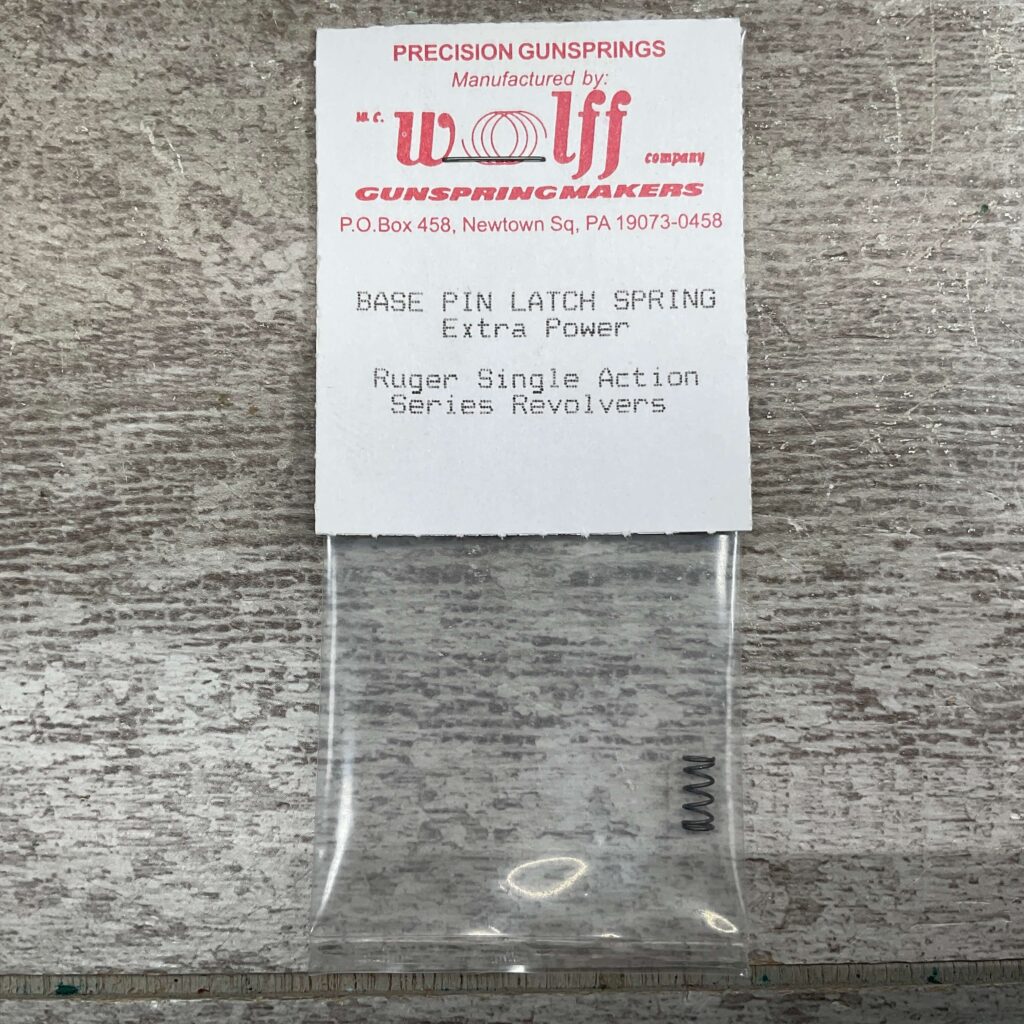 PRECISION GUNSPRINGS
Manufactured by:
W. C. Wolff company
GUNSPRINGMAKERS
P.O.Box 458, Newtown Sq, PA 19073-0458
BASE PIN LATCH SPRING
Extra Power
Ruger Single Action
Series Revolvers